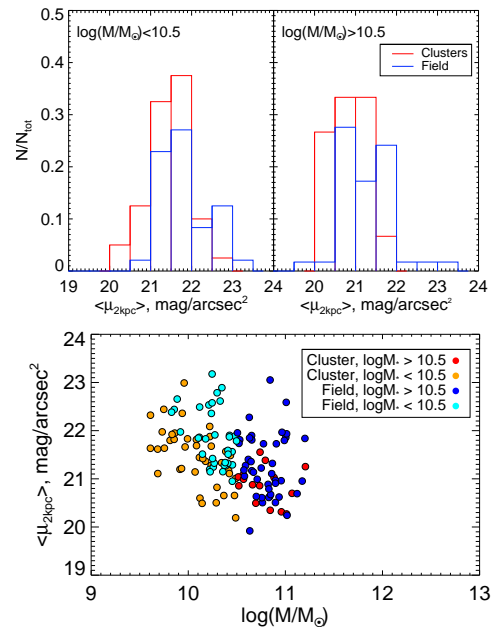 log(M/M☉)<10.5
log(M/M☉)>10.5
Clusters
Field
N/Ntot
0.5
0.4
0.3
0.2
0.1
0
19 20 21 22 23 24
20 21 22 23 24
<μ2kpc>, mag/arcsec²
<μ2kpc>, mag/arcsec²
Cluster, logM* > 10.5
Cluster, logM* < 10.5
Field, logM* > 10.5
Field, logM* < 10.5
<μ2kpc>, mag/arcsec²
24
23
22
21
20
19
9 10 11 12 13
log(M/M☉)